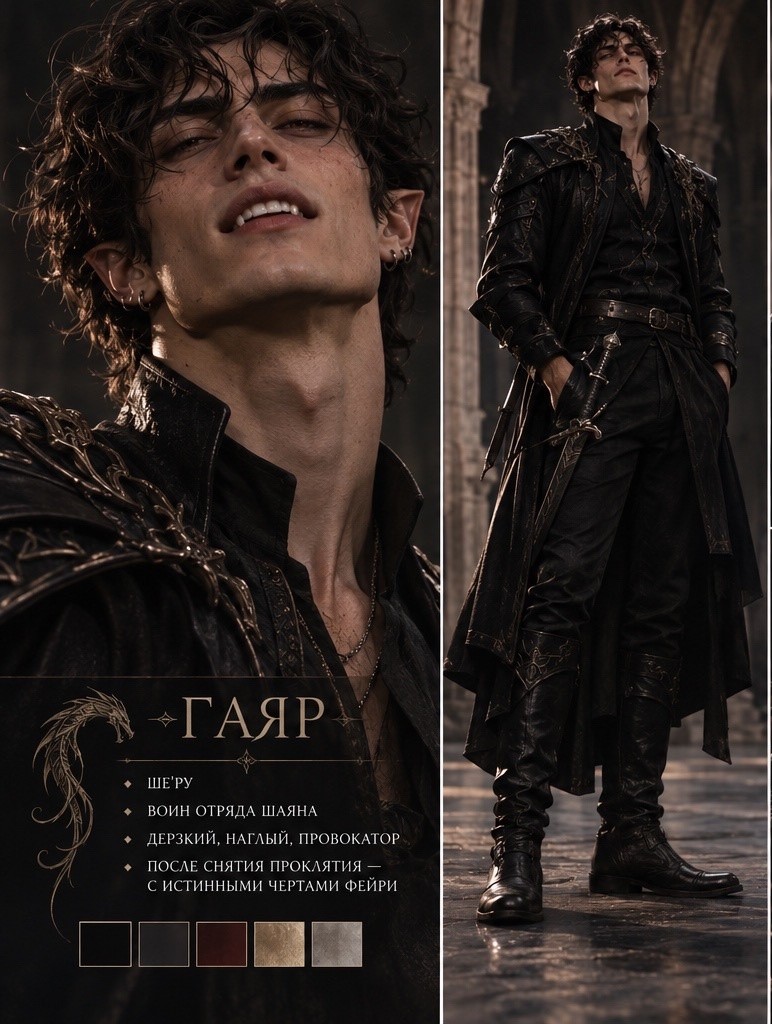 ГАЯР
ШЕ'РУ
ВОИН ОТРЯДА ШАЯНА
ДЕРЗКИЙ, НАГЛЫЙ, ПРОВОКАТОР
ПОСЛЕ СНЯТИЯ ПРОКЛЯТИЯ —
С ИСТИННЫМИ ЧЕРТАМИ ФЕЙРИ